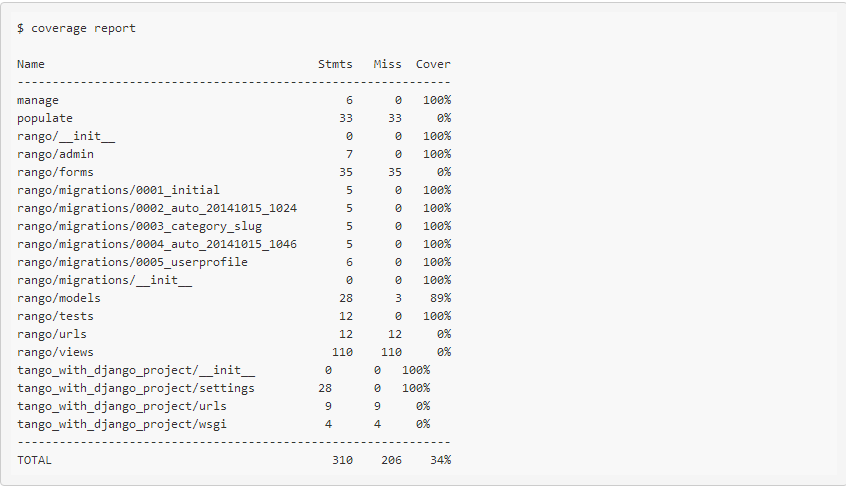 $ coverage report
Name                                           Stmts   Miss  Cover
--------------------------------------------------------------
manage                                             6      0   100%
populate                                          33     33     0%
rango/__init__                                     0      0   100%
rango/admin                                        7      0   100%
rango/forms                                       35     35     0%
rango/migrations/0001_initial                      5      0   100%
rango/migrations/0002_auto_20141015_1024           5      0   100%
rango/migrations/0003_category_slug                5      0   100%
rango/migrations/0004_auto_20141015_1046           5      0   100%
rango/migrations/0005_userprofile                  6      0   100%
rango/migrations/__init__                          0      0   100%
rango/models                                      28      3    89%
rango/tests                                       12      0   100%
rango/urls                                        12     12     0%
rango/views                                      110    110     0%
tango_with_django_project/__init__              0      0   100%
tango_with_django_project/settings             28      0   100%
tango_with_django_project/urls                  9      9     0%
tango_with_django_project/wsgi                  4      4     0%
--------------------------------------------------------------
TOTAL                                            310    206    34%